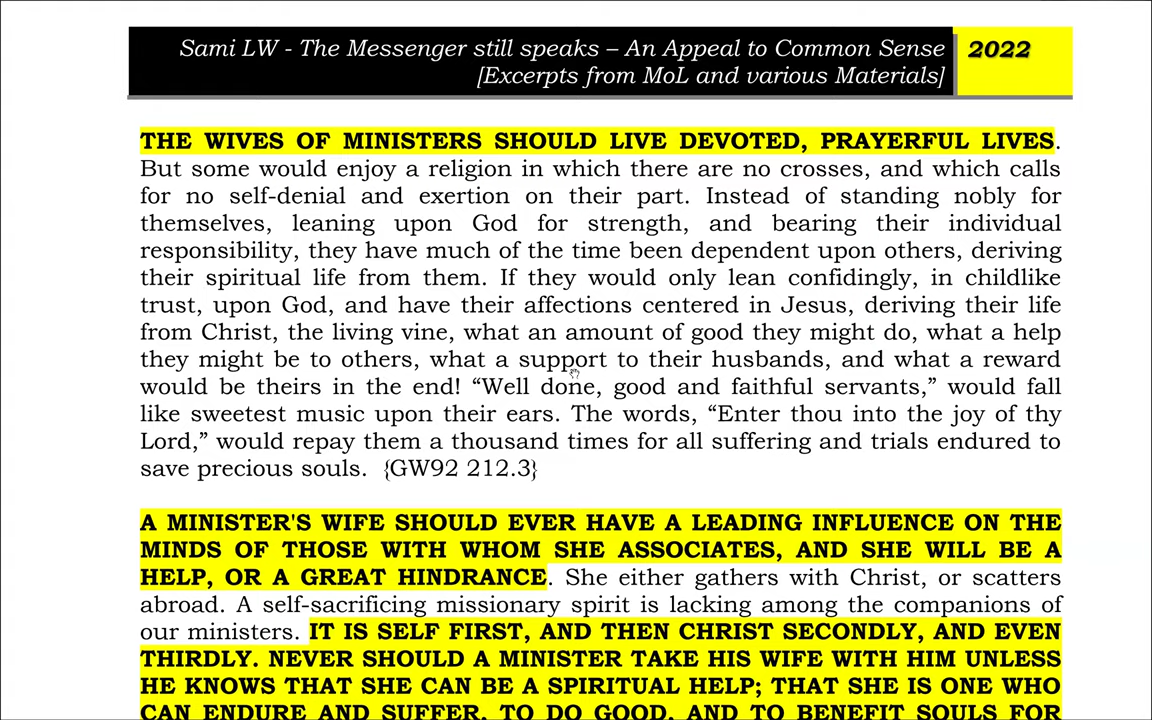 Sami LW - The Messenger still speaks – An Appeal to Common Sense
[Excerpts from MoL and various Materials]
2022
THE WIVES OF MINISTERS SHOULD LIVE DEVOTED, PRAYERFUL LIVES.
But some would enjoy a religion in which there are no crosses, and which calls
for no self-denial and exertion on their part. Instead of standing nobly for
themselves, leaning upon God for strength, and bearing their individual
responsibility, they have much of the time been dependent upon others, deriving
their spiritual life from them. If they would only lean confidingly, in childlike
trust, upon God, and have their affections centered in Jesus, deriving their life
from Christ, the living vine, what an amount of good they might do, what a help
they might be to others, what a support to their husbands, and what a reward
would be theirs in the end! “Well done, good and faithful servants,” would fall
like sweetest music upon their ears. The words, “Enter thou into the joy of thy
Lord,” would repay them a thousand times for all suffering and trials endured to
save precious souls. {GW92 212.3}
A MINISTER'S WIFE SHOULD EVER HAVE A LEADING INFLUENCE ON THE
MINDS OF THOSE WITH WHOM SHE ASSOCIATES, AND SHE WILL BE A
HELP, OR A GREAT HINDRANCE. She either gathers with Christ, or scatters
abroad. A self-sacrificing missionary spirit is lacking among the companions of
our ministers. IT IS SELF FIRST, AND THEN CHRIST SECONDLY, AND EVEN
THIRDLY. NEVER SHOULD A MINISTER TAKE HIS WIFE WITH HIM UNLESS
HE KNOWS THAT SHE CAN BE A SPIRITUAL HELP; THAT SHE IS ONE WHO
CAN ENDURE AND SUFFER, TO DO GOOD, AND TO BENEFIT SOULS FOR